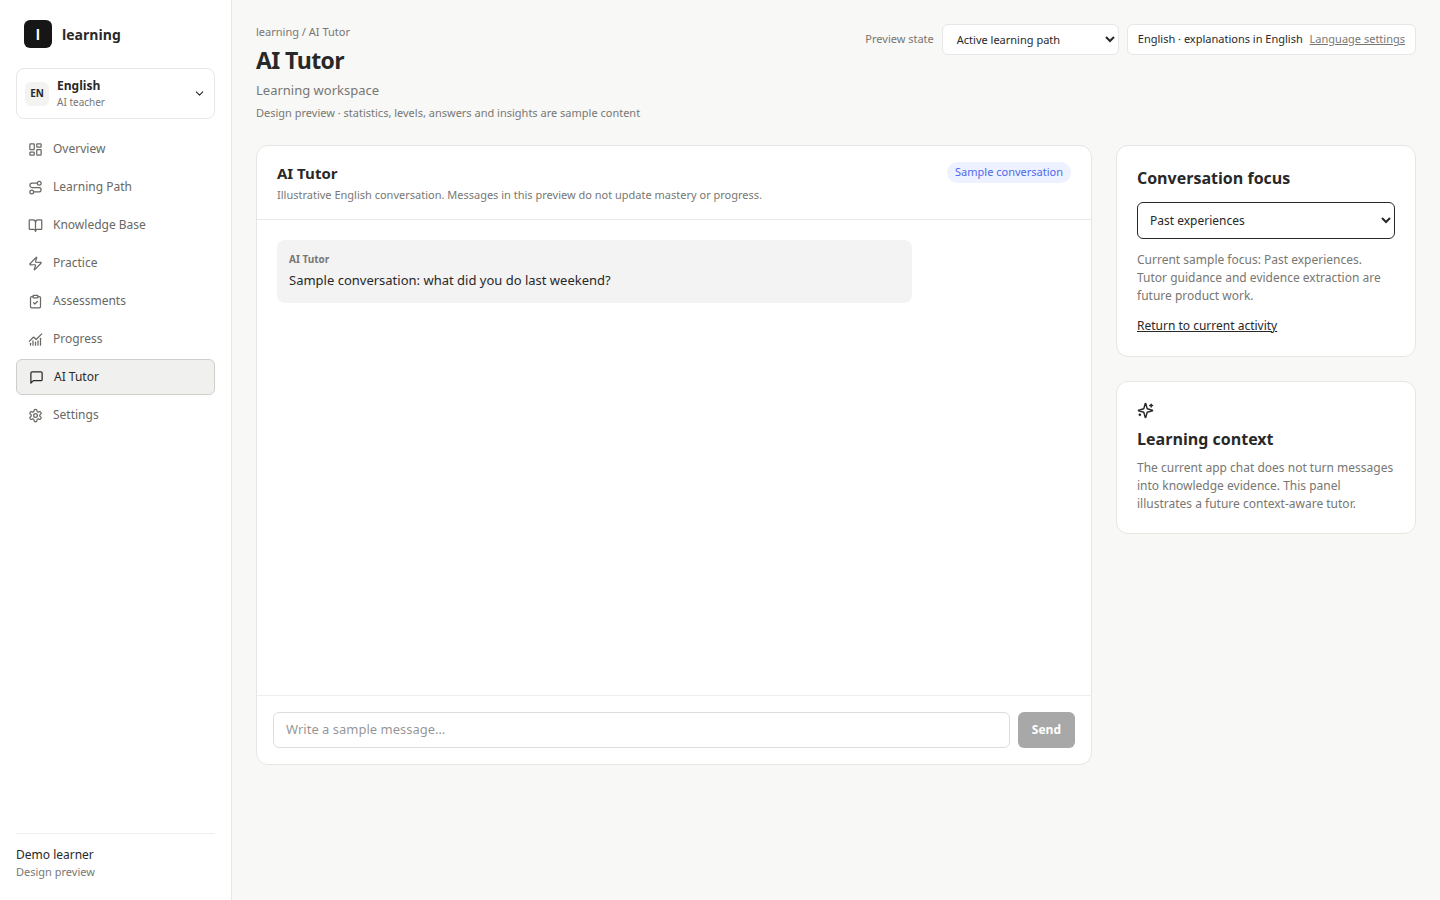 l learning
EN English
AI teacher
Overview
Learning Path
Knowledge Base
Practice
Assessments
Progress
AI Tutor
Settings
Demo learner
Design preview
learning / AI Tutor
AI Tutor
Learning workspace
Design preview · statistics, levels, answers and insights are sample content
Preview state Active learning path English · explanations in English Language settings
AI Tutor
Sample conversation
Illustrative English conversation. Messages in this preview do not update mastery or progress.
AI Tutor
Sample conversation: what did you do last weekend?
Write a sample message...
Send
Conversation focus
Past experiences
Current sample focus: Past experiences.
Tutor guidance and evidence extraction are
future product work.
Return to current activity
Learning context
The current app chat does not turn messages
into knowledge evidence. This panel
illustrates a future context-aware tutor.